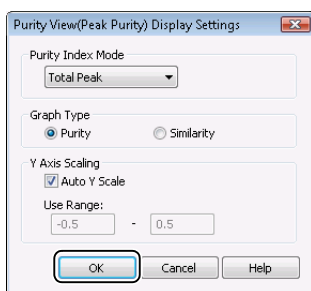 Purity View(Peak Purity) Display Settings
Purity Index Mode
Total Peak
Graph Type
Purity
Similarity
Y Axis Scaling
Auto Y Scale
Use Range:
-0.5 - 0.5
OK Cancel Help